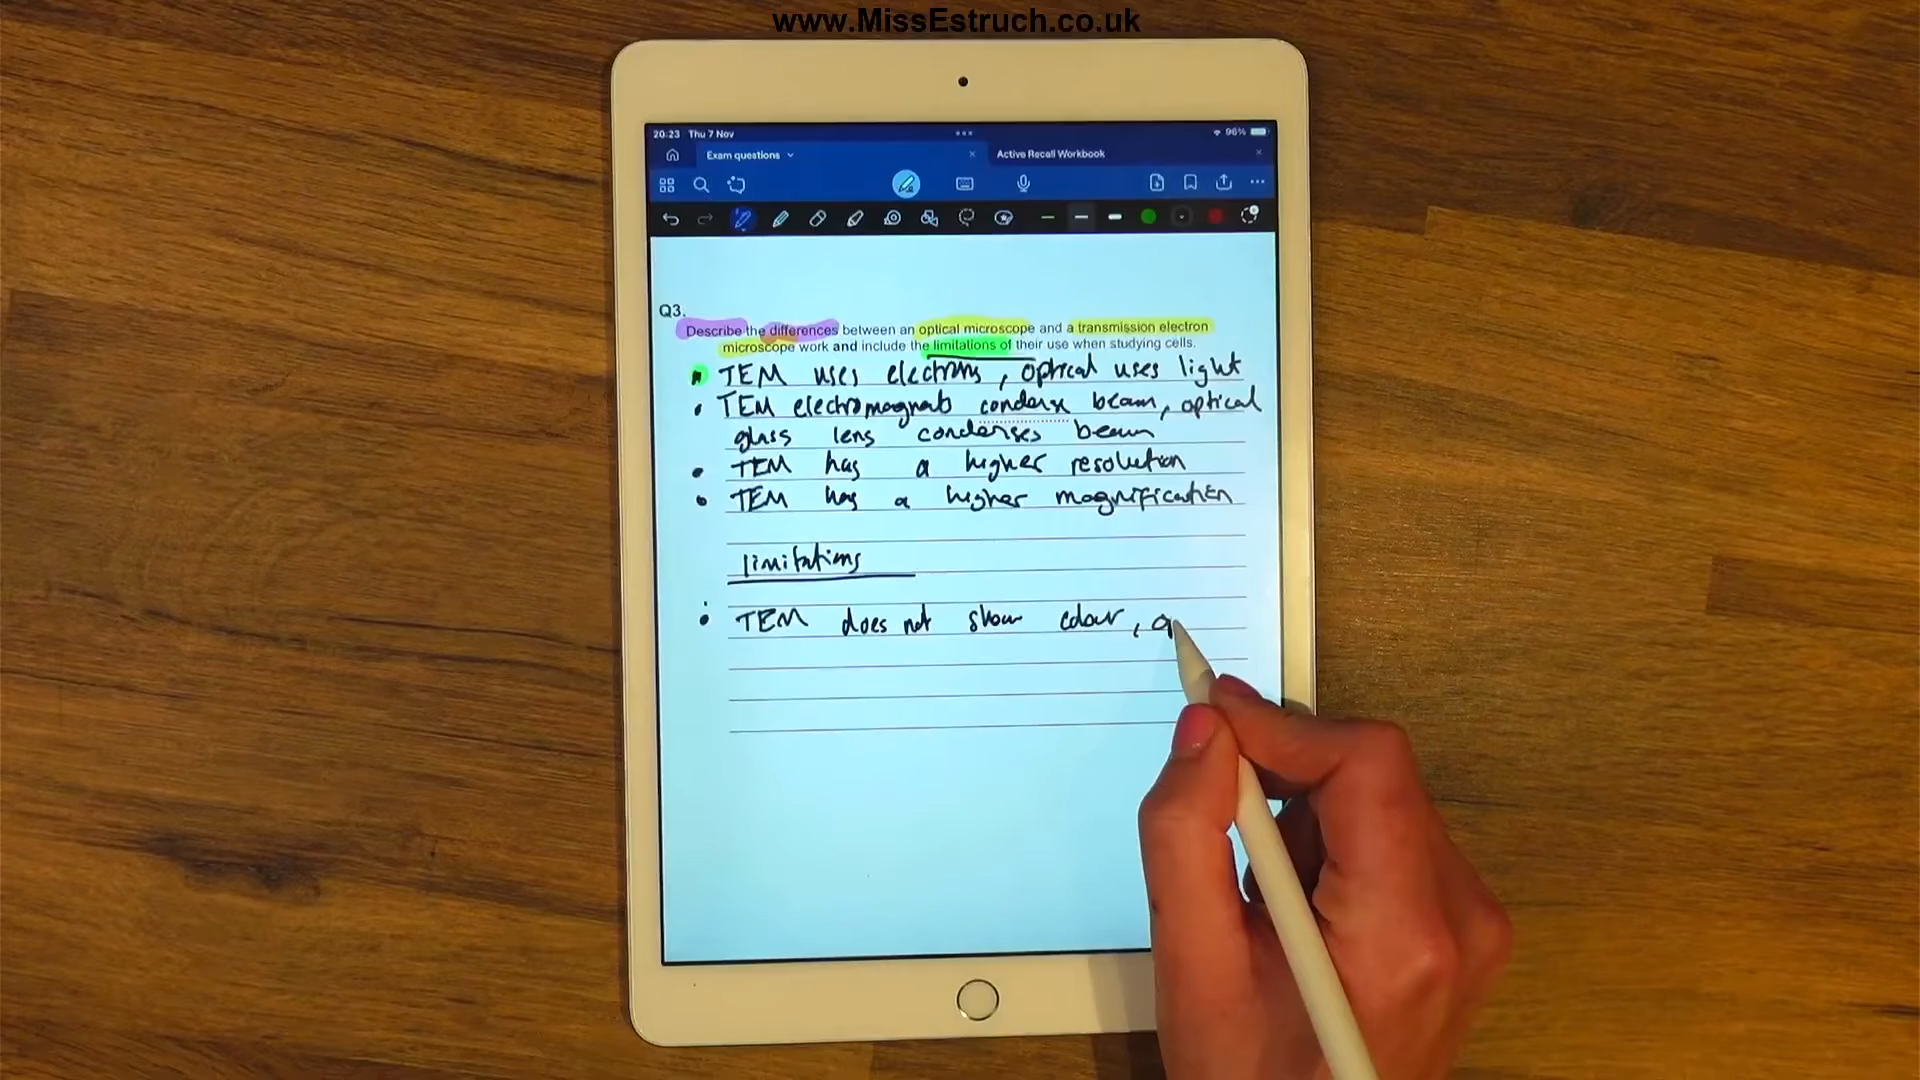 www.MissEstruch.co.uk
20:23 Thu 7 Nov
96%
Exam questions
Active Recall Workbook
Q3.
Describe the differences between an optical microscope and a transmission electron
microscope work and include the limitations of their use when studying cells.
TEM uses electrons, optical uses light
TEM electromagnets condense beam, optical
glass lens condenses beam
TEM has a higher resolution
TEM has a higher magnification
limitations
TEM does not show colour, o